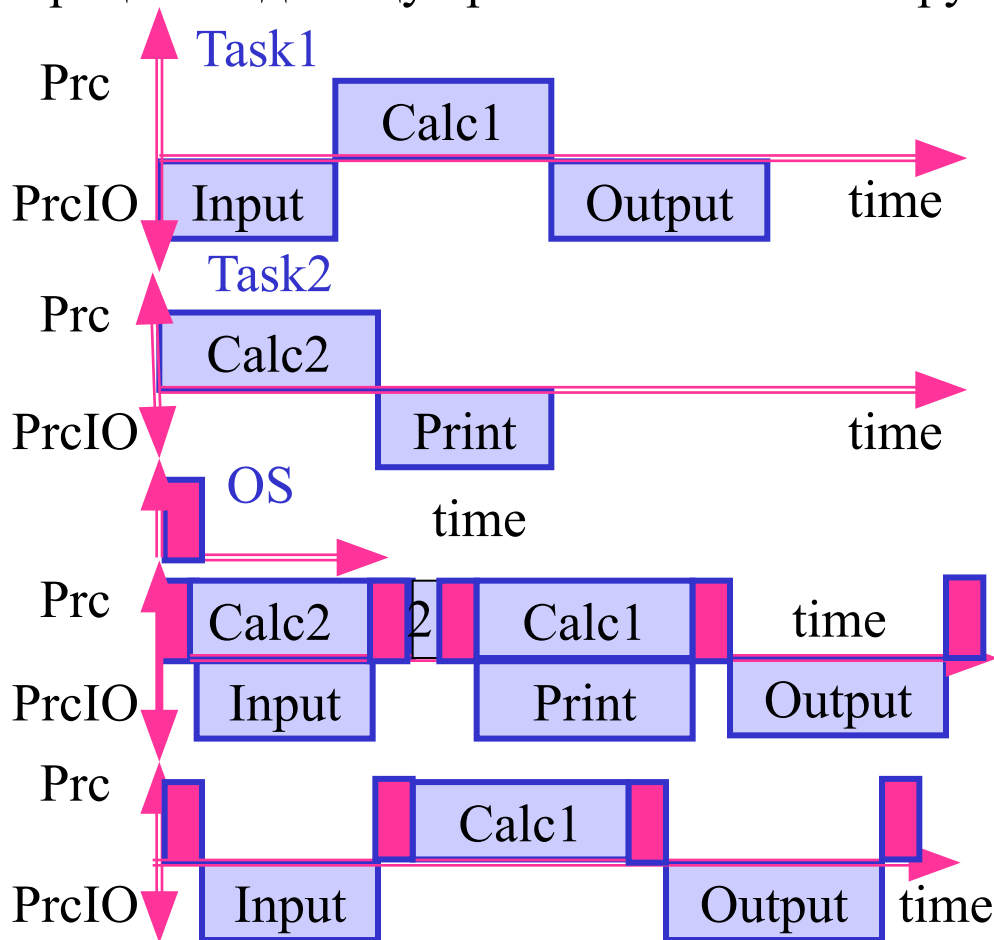 Task1
Prc
Calc1
PrcIO Input Output time
Task2
Prc
Calc2
Print
PrcIO time
OS
time
Prc Calc2 2 Calc1 time
PrcIO Input Print Output
Prc
Calc1
PrcIO Input Output time